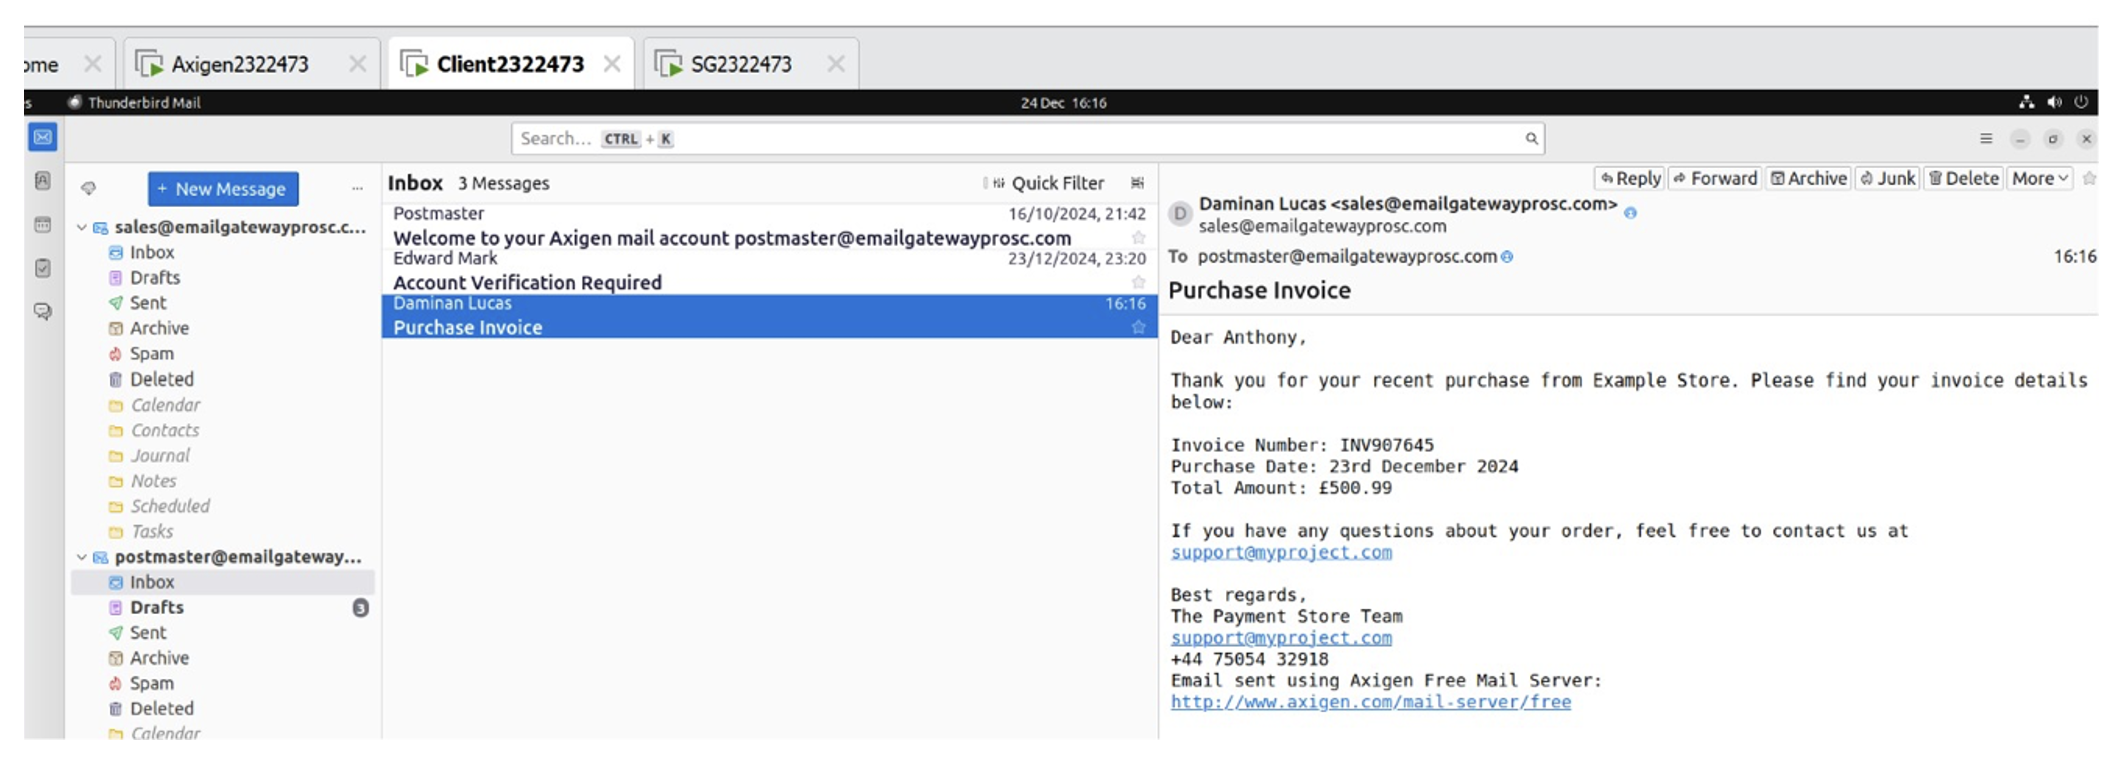 ome
Axigen2322473
Client2322473
SG2322473
s Thunderbird Mail
24 Dec 16:16
Search... CTRL + K
+ New Message
sales@emailgatewayprosc.c...
Inbox
Drafts
Sent
Archive
Spam
Deleted
Calendar
Contacts
Journal
Notes
Scheduled
Tasks
postmaster@emailgateway...
Inbox
Drafts 3
Sent
Archive
Spam
Deleted
Calendar
Inbox 3 Messages
Quick Filter
Postmaster 16/10/2024, 21:42
Welcome to your Axigen mail account postmaster@emailgatewayprosc.com
Edward Mark 23/12/2024, 23:20
Account Verification Required
Daminan Lucas 16:16
Purchase Invoice
Reply Forward Archive Junk Delete More
D
Daminan Lucas <sales@emailgatewayprosc.com>
sales@emailgatewayprosc.com
To postmaster@emailgatewayprosc.com 16:16
Purchase Invoice
Dear Anthony,
Thank you for your recent purchase from Example Store. Please find your invoice details
below:
Invoice Number: INV907645
Purchase Date: 23rd December 2024
Total Amount: £500.99
If you have any questions about your order, feel free to contact us at
support@myproject.com
Best regards,
The Payment Store Team
support@myproject.com
+44 75054 32918
Email sent using Axigen Free Mail Server:
http://www.axigen.com/mail-server/free